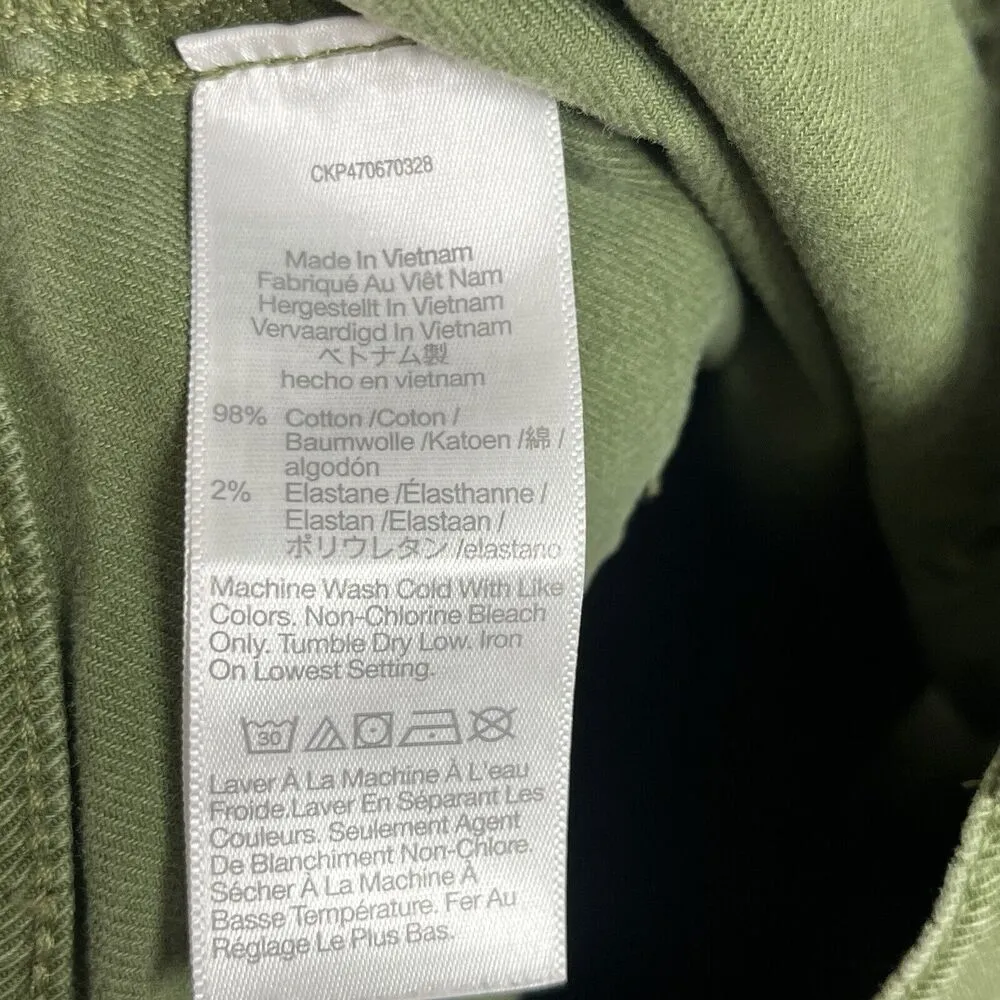 CKP470670328
Made In Vietnam
Fabriqué Au Viêt Nam
Hergestellt In Vietnam
Vervaardigd In Vietnam
ベトナム製
hecho en vietnam
98% Cotton /Coton /
Baumwolle /Katoen /綿 /
algodón
2% Elastane /Élasthanne /
Elastan /Elastaan /
ポリウレタン /elastano
Machine Wash Cold With Like
Colors. Non-Chlorine Bleach
Only. Tumble Dry Low. Iron
On Lowest Setting.
30
Laver À La Machine À L'eau
Froide.Laver En Séparant Les
Couleurs. Seulement Agent
De Blanchiment Non-Chlore.
Sécher À La Machine À
Basse Température. Fer Au
Réglage Le Plus Bas.